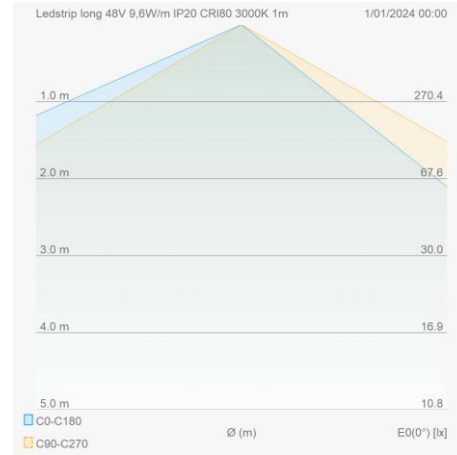 Ledstrip long 48V 9,6W/m IP20 CRI80 3000K 1m 1/01/2024 00:00
1.0 m 270.4
2.0 m 67.6
3.0 m 30.0
4.0 m 16.9
5.0 m 10.8
C0-C180
Ø (m) E0(0°) [lx]
C90-C270